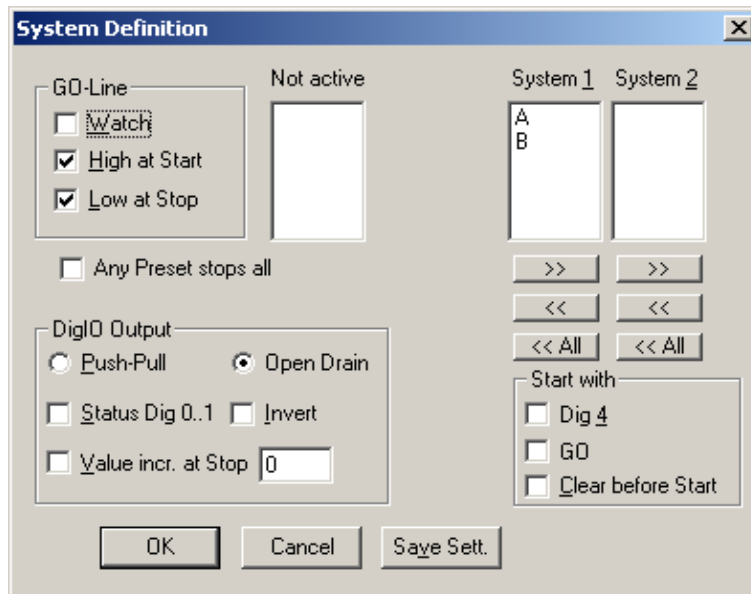 System Definition
GO-Line
Watch
High at Start
Low at Stop
Any Preset stops all
Not active
System 1
A
B
System 2
>>
>>
<<
<<
<< All
<< All
DigIO Output
Push-Pull
Open Drain
Status Dig 0..1
Invert
Value incr. at Stop
0
Start with
Dig 4
GO
Clear before Start
OK
Cancel
Save Sett.